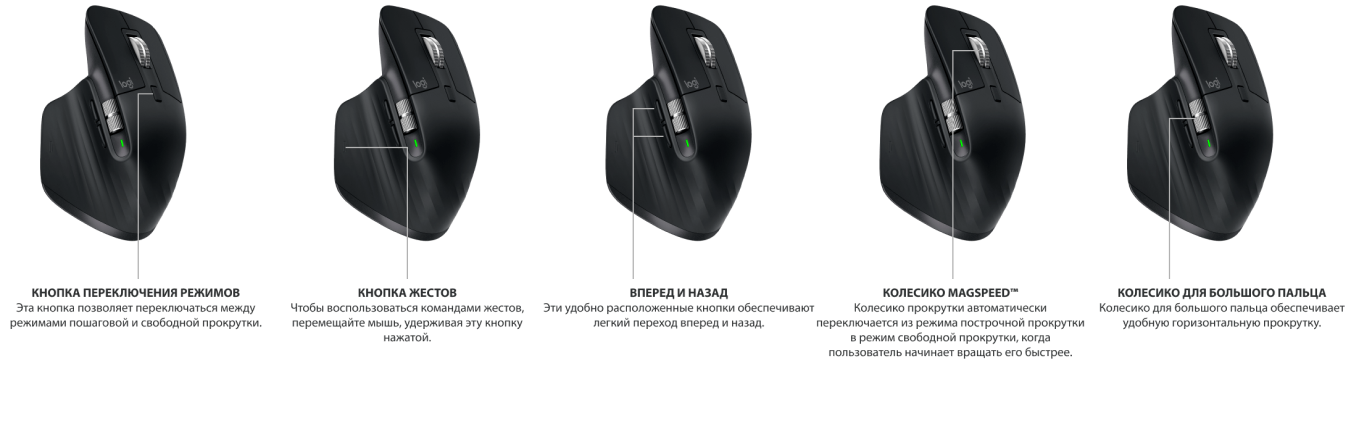 logi
logi
logi
logi
logi
КНОПКА ПЕРЕКЛЮЧЕНИЯ РЕЖИМОВ
Эта кнопка позволяет переключаться между
режимами пошаговой и свободной прокрутки.
КНОПКА ЖЕСТОВ
Чтобы воспользоваться командами жестов,
перемещайте мышь, удерживая эту кнопку
нажатой.
ВПЕРЕД И НАЗАД
Эти удобно расположенные кнопки обеспечивают
легкий переход вперед и назад.
КОЛЕСИКО MAGSPEED™
Колесико прокрутки автоматически
переключается из режима построчной прокрутки
в режим свободной прокрутки, когда
пользователь начинает вращать его быстрее.
КОЛЕСИКО ДЛЯ БОЛЬШОГО ПАЛЬЦА
Колесико для большого пальца обеспечивает
удобную горизонтальную прокрутку.